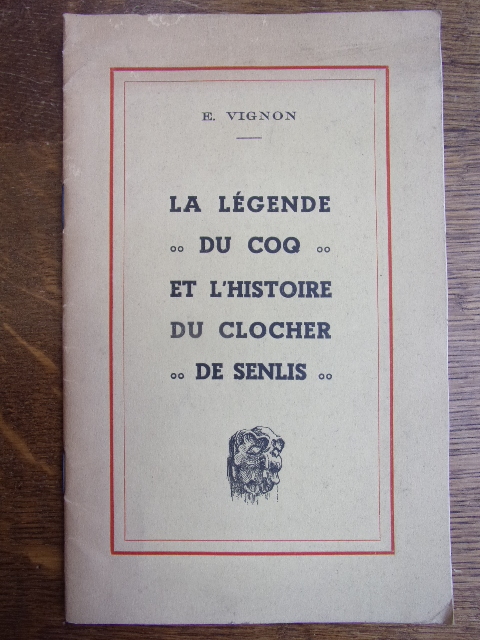 E. VIGNON
LA LÉGENDE
DU COQ
ET L'HISTOIRE
DU CLOCHER
DE SENLIS